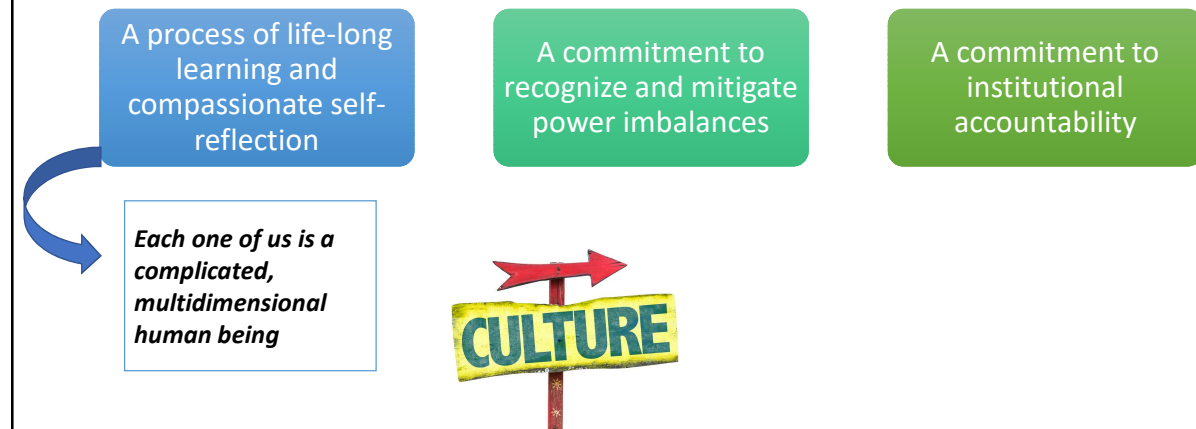 A process of life-long
learning and
compassionate self-
reflection
A commitment to
recognize and mitigate
power imbalances
A commitment to
institutional
accountability
Each one of us is a
complicated,
multidimensional
human being
CULTURE